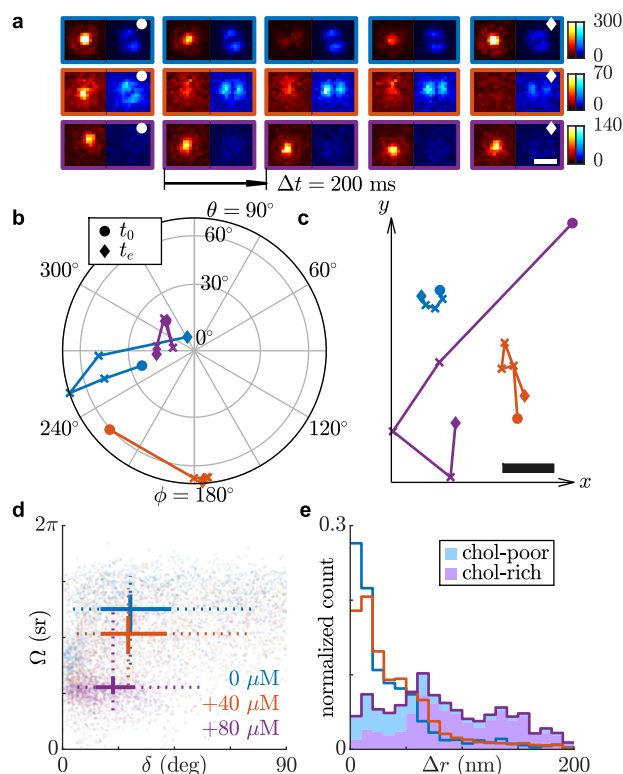 a
300
0
70
0
140
0
Δt = 200 ms
b
t₀
tₑ
θ = 90°
60°
30°
0°
300°
60°
240°
120°
ϕ = 180°
c
y
x
d
2π
Ω (sr)
0
0 μM
+40 μM
+80 μM
0
δ (deg)
90
e
0.3
normalized count
0
chol-poor
chol-rich
0
Δr (nm)
200